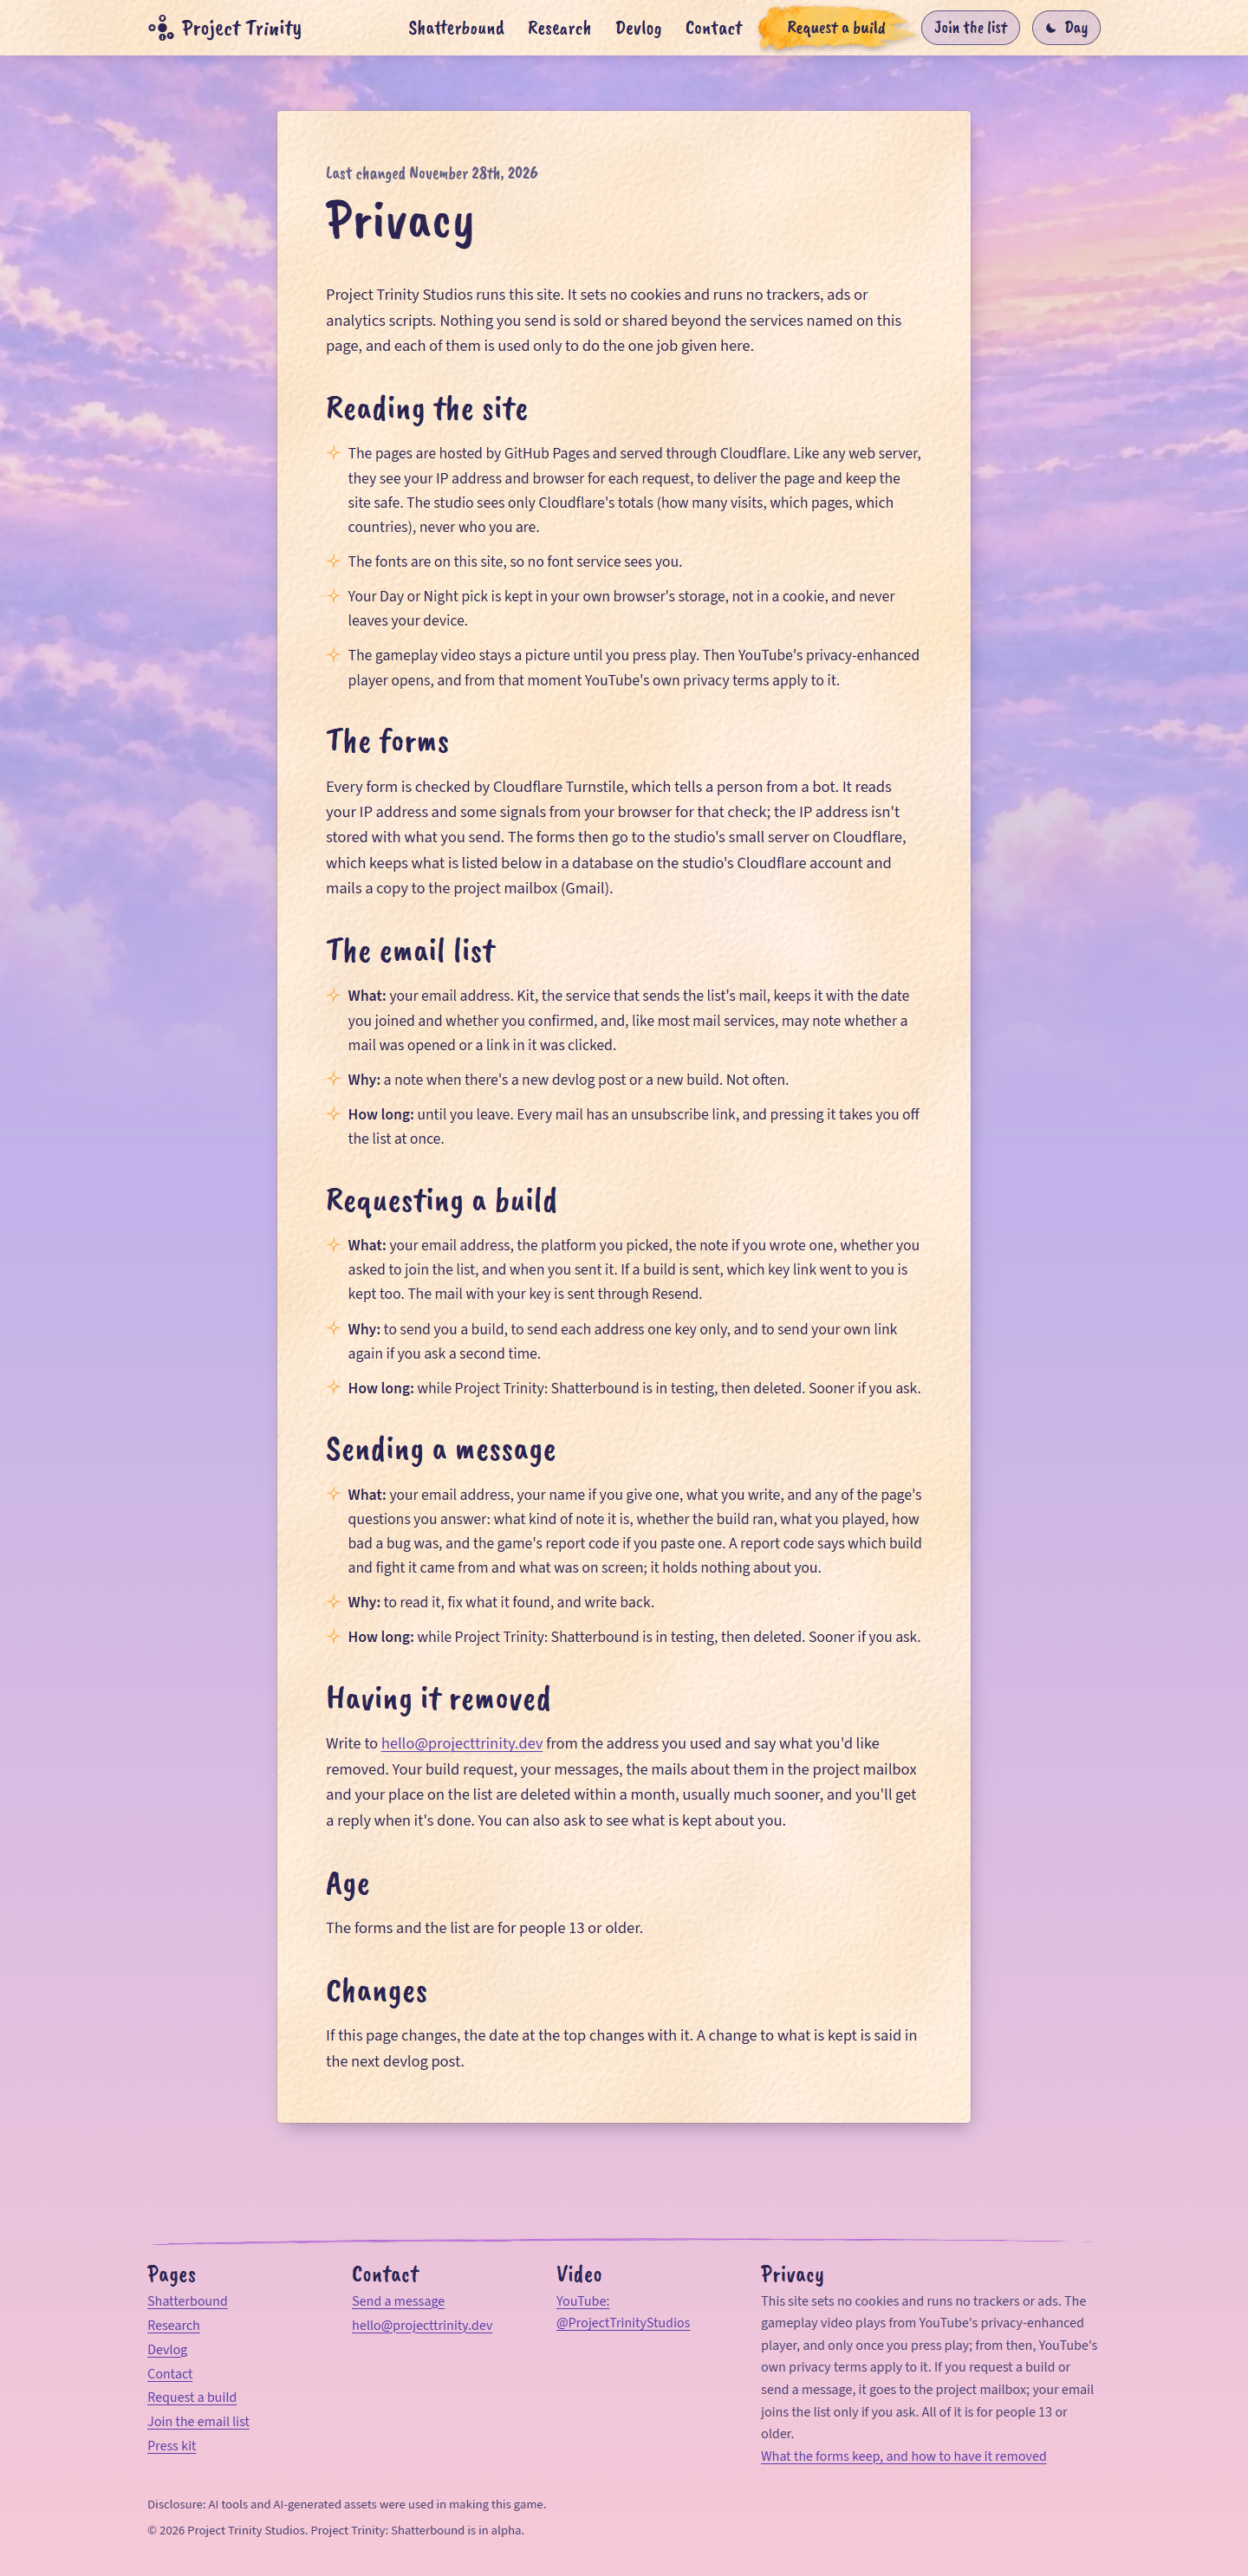 Project Trinity
Shatterbound
Research
Devlog
Contact
Request a build
Join the list
Day
Last changed November 28th, 2026
Privacy
Project Trinity Studios runs this site. It sets no cookies and runs no trackers, ads or
analytics scripts. Nothing you send is sold or shared beyond the services named on this
page, and each of them is used only to do the one job given here.
Reading the site
The pages are hosted by GitHub Pages and served through Cloudflare. Like any web server,
they see your IP address and browser for each request, to deliver the page and keep the
site safe. The studio sees only Cloudflare's totals (how many visits, which pages, which
countries), never who you are.
The fonts are on this site, so no font service sees you.
Your Day or Night pick is kept in your own browser's storage, not in a cookie, and never
leaves your device.
The gameplay video stays a picture until you press play. Then YouTube's privacy-enhanced
player opens, and from that moment YouTube's own privacy terms apply to it.
The forms
Every form is checked by Cloudflare Turnstile, which tells a person from a bot. It reads
your IP address and some signals from your browser for that check; the IP address isn't
stored with what you send. The forms then go to the studio's small server on Cloudflare,
which keeps what is listed below in a database on the studio's Cloudflare account and
mails a copy to the project mailbox (Gmail).
The email list
What: your email address. Kit, the service that sends the list's mail, keeps it with the date
you joined and whether you confirmed, and, like most mail services, may note whether a
mail was opened or a link in it was clicked.
Why: a note when there's a new devlog post or a new build. Not often.
How long: until you leave. Every mail has an unsubscribe link, and pressing it takes you off
the list at once.
Requesting a build
What: your email address, the platform you picked, the note if you wrote one, whether you
asked to join the list, and when you sent it. If a build is sent, which key link went to you is
kept too. The mail with your key is sent through Resend.
Why: to send you a build, to send each address one key only, and to send your own link
again if you ask a second time.
How long: while Project Trinity: Shatterbound is in testing, then deleted. Sooner if you ask.
Sending a message
What: your email address, your name if you give one, what you write, and any of the page's
questions you answer: what kind of note it is, whether the build ran, what you played, how
bad a bug was, and the game's report code if you paste one. A report code says which build
and fight it came from and what was on screen; it holds nothing about you.
Why: to read it, fix what it found, and write back.
How long: while Project Trinity: Shatterbound is in testing, then deleted. Sooner if you ask.
Having it removed
Write to hello@projecttrinity.dev from the address you used and say what you'd like
removed. Your build request, your messages, the mails about them in the project mailbox
and your place on the list are deleted within a month, usually much sooner, and you'll get
a reply when it's done. You can also ask to see what is kept about you.
Age
The forms and the list are for people 13 or older.
Changes
If this page changes, the date at the top changes with it. A change to what is kept is said in
the next devlog post.
Pages
Shatterbound
Research
Devlog
Contact
Request a build
Join the email list
Press kit
Contact
Send a message
hello@projecttrinity.dev
Video
YouTube:
@ProjectTrinityStudios
Privacy
This site sets no cookies and runs no trackers or ads. The
gameplay video plays from YouTube's privacy-enhanced
player, and only once you press play; from then, YouTube's
own privacy terms apply to it. If you request a build or
send a message, it goes to the project mailbox; your email
joins the list only if you ask. All of it is for people 13 or
older.
What the forms keep, and how to have it removed
Disclosure: AI tools and AI-generated assets were used in making this game.
© 2026 Project Trinity Studios. Project Trinity: Shatterbound is in alpha.